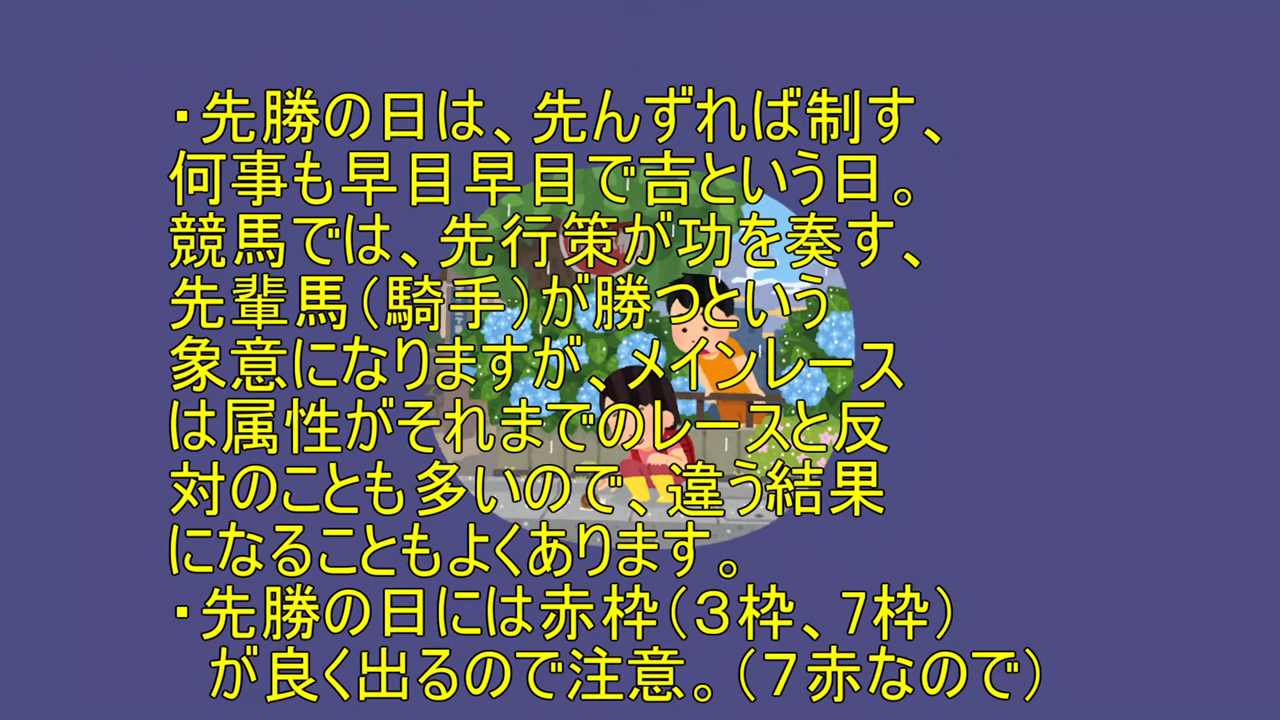 ・先勝の日は、先んずれば制す、
何事も早目早目で吉という日。
競馬では、先行策が功を奏す、
先輩馬（騎手）が勝つという
象意になりますが、メインレース
は属性がそれまでのレースと反
対のことも多いので、違う結果
になることもよくあります。
・先勝の日には赤枠（３枠、7枠）
が良く出るので注意。（７赤なので）